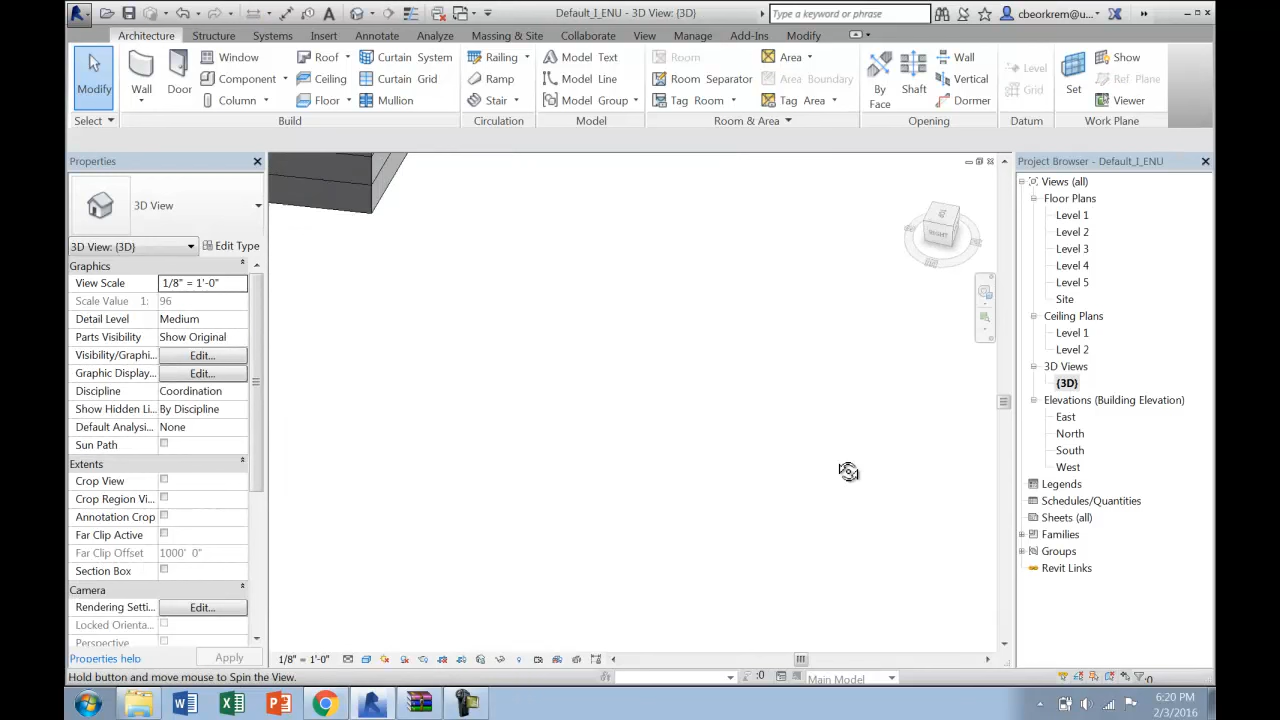 Default_I_ENU - 3D View: {3D}
Type a keyword or phrase
cbeorkrem@u...
Architecture Structure Systems Insert Annotate Analyze Massing & Site Collaborate View Manage Add-Ins Modify
Modify
Select
Wall
Door
Window
Component
Column
Roof
Ceiling
Floor
Curtain System
Curtain Grid
Mullion
Build
Railing
Ramp
Stair
Circulation
Model Text
Model Line
Model Group
Model
Room
Room Separator
Tag Room
Area
Area Boundary
Tag Area
Room & Area
By Face
Shaft
Wall
Vertical
Dormer
Opening
Level
Grid
Datum
Set
Show
Ref Plane
Viewer
Work Plane
Properties
3D View
3D View: {3D}
Edit Type
Graphics
View Scale 1/8" = 1'-0"
Scale Value 1: 96
Detail Level Medium
Parts Visibility Show Original
Visibility/Graphi... Edit...
Graphic Display... Edit...
Discipline Coordination
Show Hidden Li... By Discipline
Default Analysi... None
Sun Path
Extents
Crop View
Crop Region Vi...
Annotation Crop
Far Clip Active
Far Clip Offset 1000' 0"
Section Box
Camera
Rendering Setti... Edit...
Locked Orienta...
Perspective
Properties help
Apply
RIGHT
1/8" = 1'-0"
Project Browser - Default_I_ENU
Views (all)
Floor Plans
Level 1
Level 2
Level 3
Level 4
Level 5
Site
Ceiling Plans
Level 1
Level 2
3D Views
{3D}
Elevations (Building Elevation)
East
North
South
West
Legends
Schedules/Quantities
Sheets (all)
Families
Groups
Revit Links
Hold button and move mouse to Spin the View.
:0
Main Model
:0
6:20 PM
2/3/2016